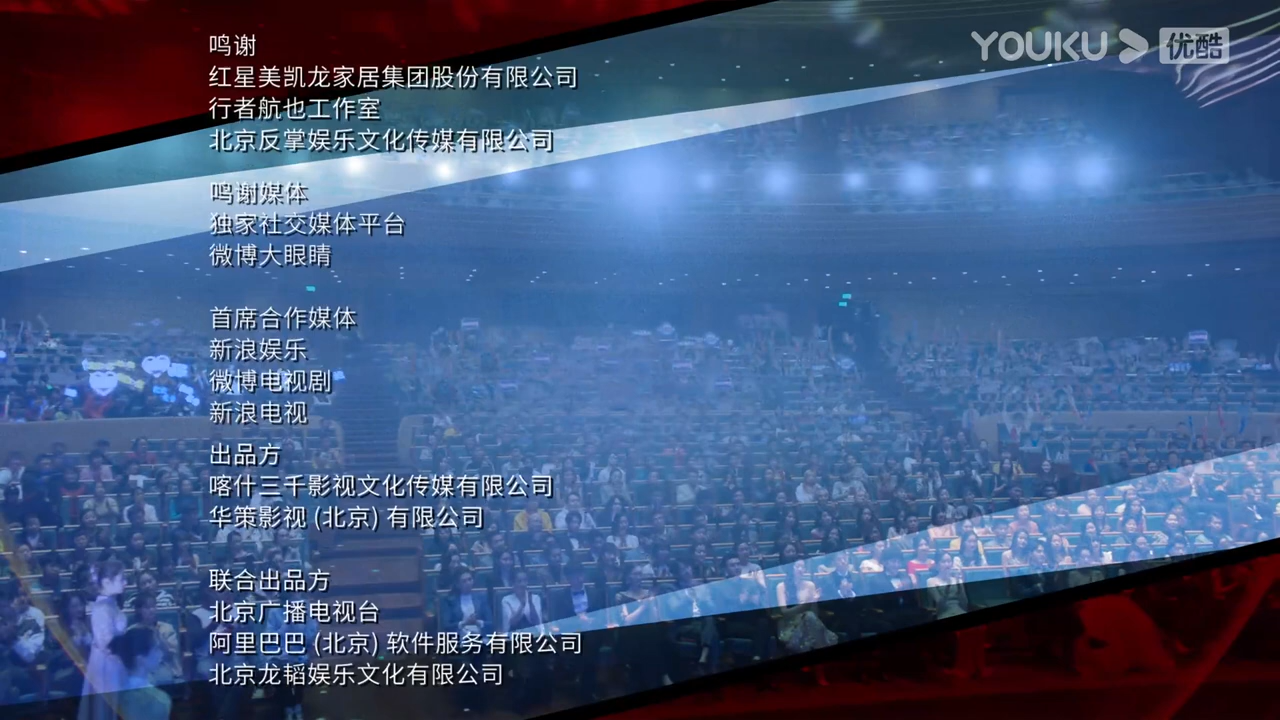 YOUKU 优酷
鸣谢
红星美凯龙家居集团股份有限公司
行者航也工作室
北京反掌娱乐文化传媒有限公司
鸣谢媒体
独家社交媒体平台
微博大眼睛
首席合作媒体
新浪娱乐
微博电视剧
新浪电视
出品方
喀什三千影视文化传媒有限公司
华策影视 (北京) 有限公司
联合出品方
北京广播电视台
阿里巴巴 (北京) 软件服务有限公司
北京龙韬娱乐文化有限公司